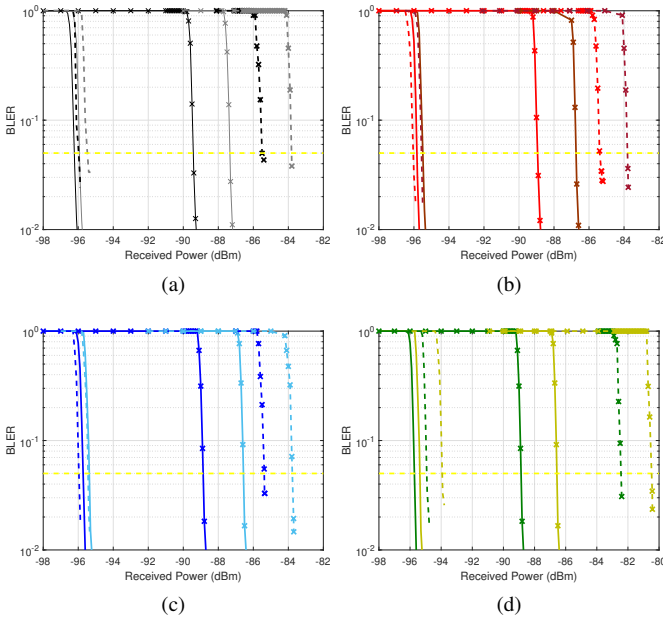 10^0
10^-1
10^-2
BLER
-98 -96 -94 -92 -90 -88 -86 -84 -82
Received Power (dBm)
(a)
10^0
10^-1
10^-2
BLER
-98 -96 -94 -92 -90 -88 -86 -84 -82
Received Power (dBm)
(b)
10^0
10^-1
10^-2
BLER
-98 -96 -94 -92 -90 -88 -86 -84 -82
Received Power (dBm)
(c)
10^0
10^-1
10^-2
BLER
-98 -96 -94 -92 -90 -88 -86 -84 -82 -80
Received Power (dBm)
(d)